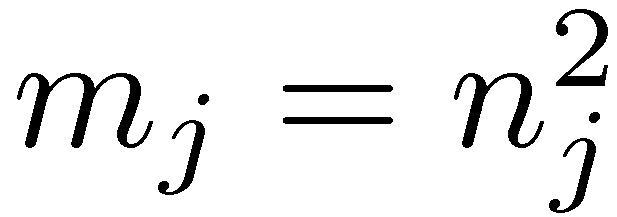 $m_j = n_j^2$